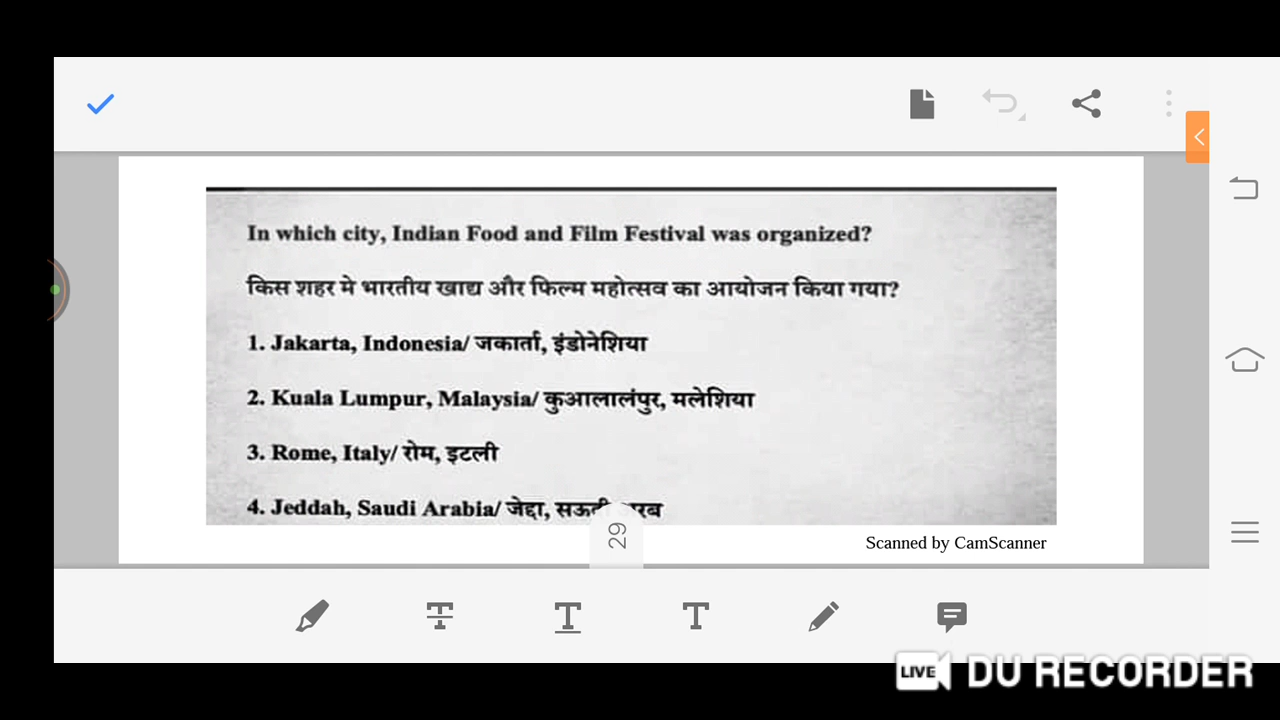 In which city, Indian Food and Film Festival was organized?
किस शहर मे भारतीय खाद्य और फिल्म महोत्सव का आयोजन किया गया?
1. Jakarta, Indonesia/ जकार्ता, इंडोनेशिया
2. Kuala Lumpur, Malaysia/ कुआलालंपुर, मलेशिया
3. Rome, Italy/ रोम, इटली
4. Jeddah, Saudi Arabia/ जेद्दा,
29
Scanned by CamScanner
T T T
LIVE DU RECORDER